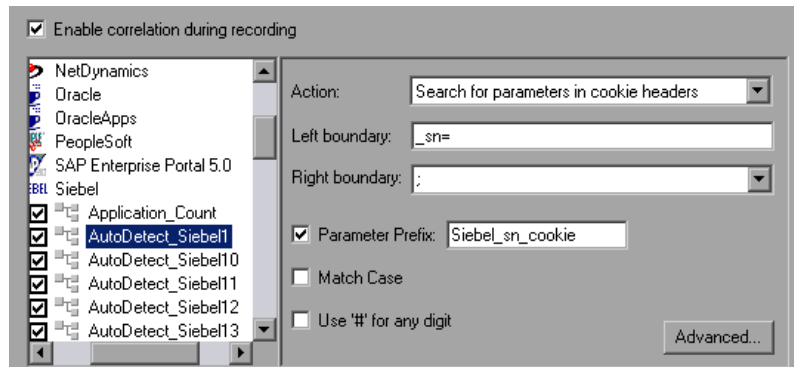 Enable correlation during recording
NetDynamics
Oracle
OracleApps
PeopleSoft
SAP Enterprise Portal 5.0
Siebel
Application_Count
AutoDetect_Siebel1
AutoDetect_Siebel10
AutoDetect_Siebel11
AutoDetect_Siebel12
AutoDetect_Siebel13
Action: Search for parameters in cookie headers
Left boundary: _sn=
Right boundary: ;
Parameter Prefix: Siebel_sn_cookie
Match Case
Use '#' for any digit
Advanced...